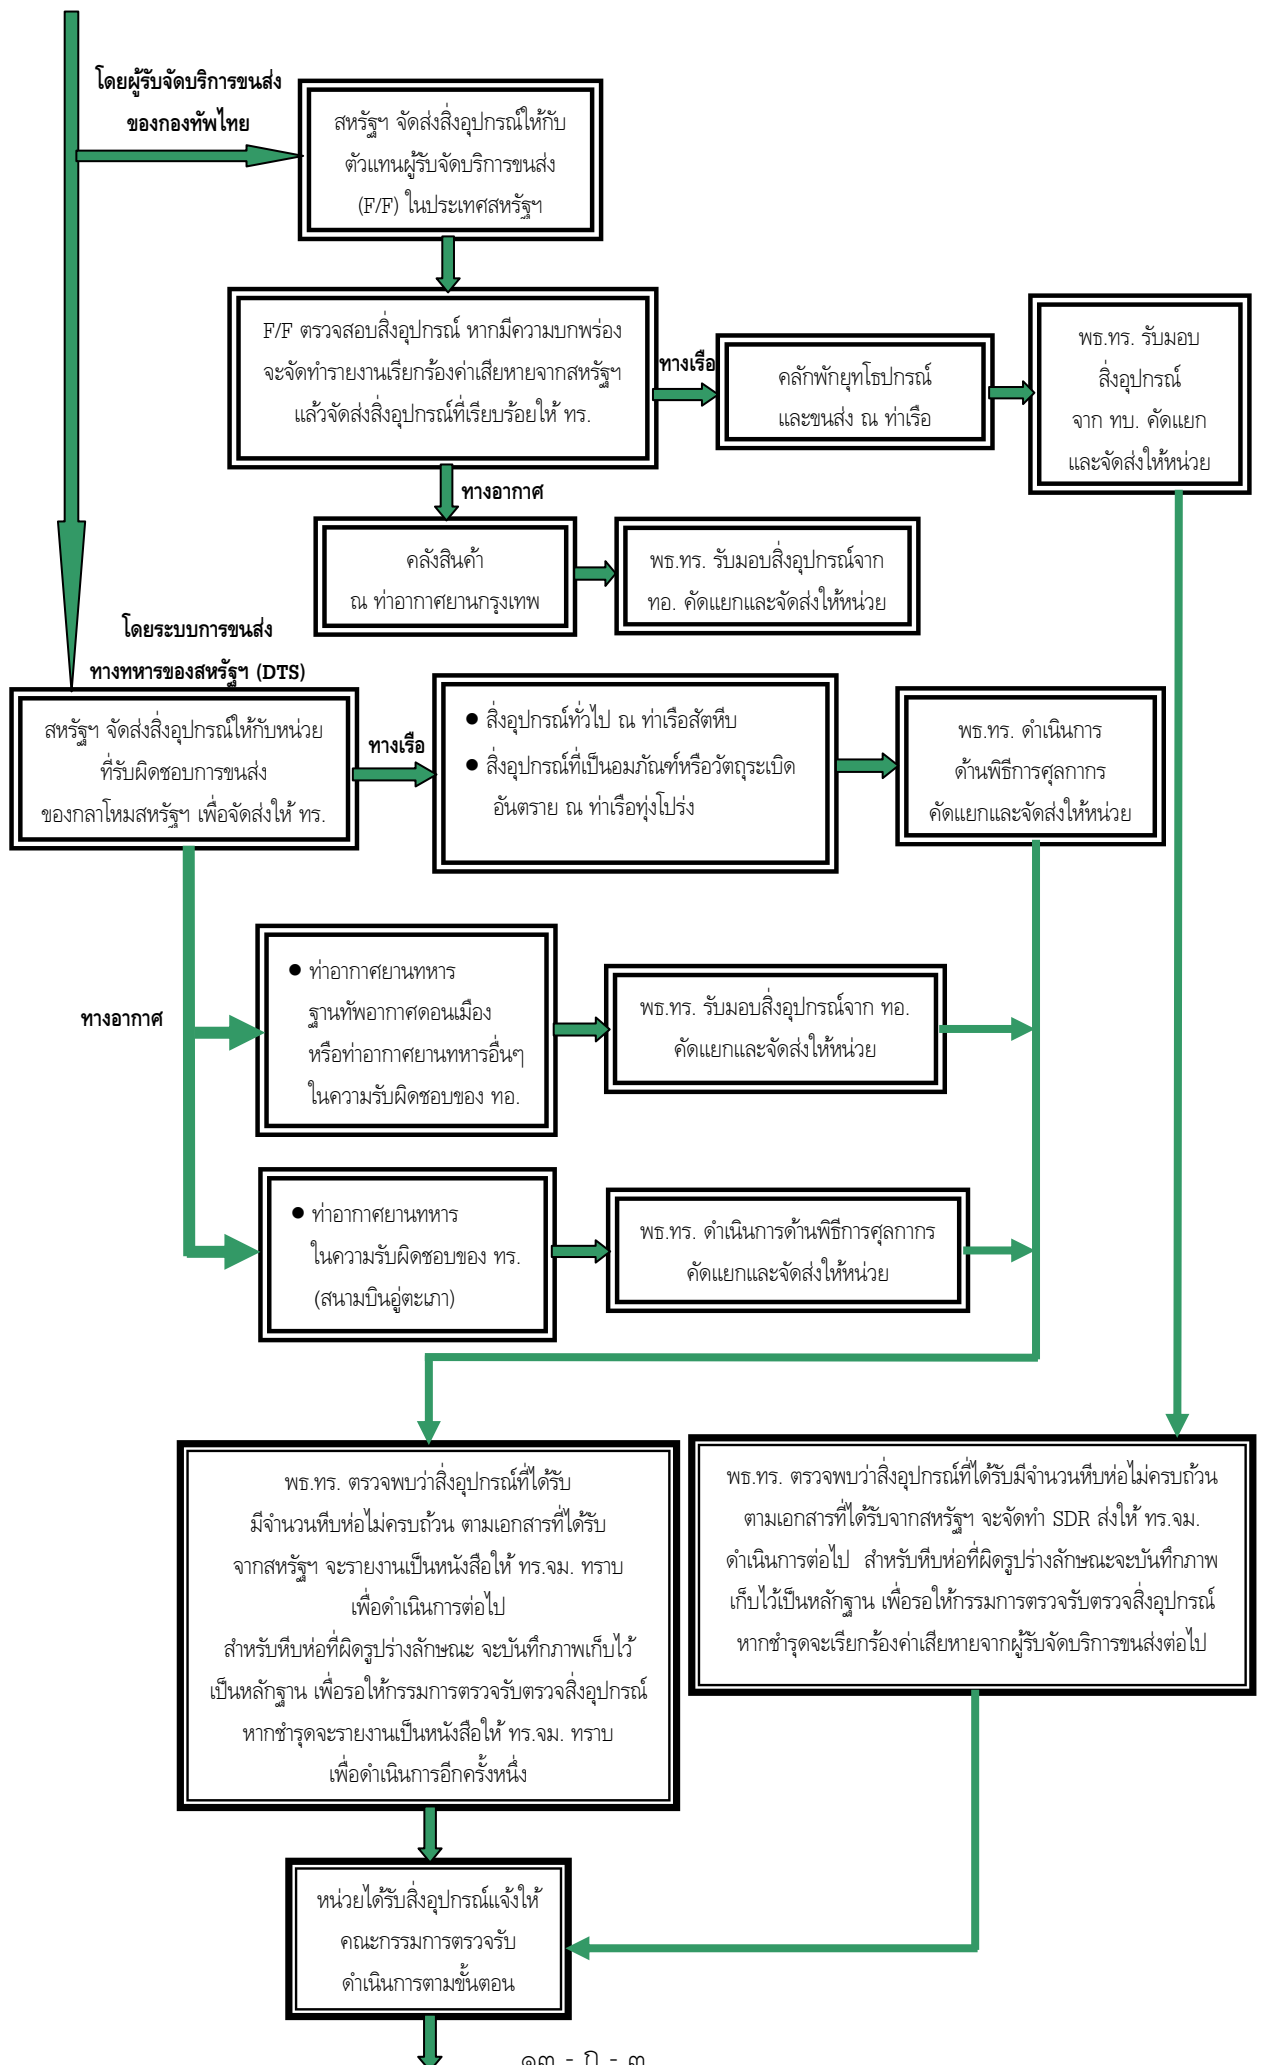 โดยผู้รับจัดบริการขนส่ง
ของกองทัพไทย
สหรัฐฯ จัดส่งสิ่งอุปกรณ์ให้กับ
ตัวแทนผู้รับจัดบริการขนส่ง
(F/F) ในประเทศสหรัฐฯ
F/F ตรวจสอบสิ่งอุปกรณ์ หากมีความบกพร่อง
จะจัดทำรายงานเรียกร้องค่าเสียหายจากสหรัฐฯ
แล้วจัดส่งสิ่งอุปกรณ์ที่เรียบร้อยให้ ทร.
ทางเรือ
คลักพักยุทโธปกรณ์
และขนส่ง ณ ท่าเรือ
พธ.ทร. รับมอบ
สิ่งอุปกรณ์
จาก ทบ. คัดแยก
และจัดส่งให้หน่วย
ทางอากาศ
คลังสินค้า
ณ ท่าอากาศยานกรุงเทพ
พธ.ทร. รับมอบสิ่งอุปกรณ์จาก
ทอ. คัดแยกและจัดส่งให้หน่วย
โดยระบบการขนส่ง
ทางทหารของสหรัฐฯ (DTS)
สหรัฐฯ จัดส่งสิ่งอุปกรณ์ให้กับหน่วย
ที่รับผิดชอบการขนส่ง
ของกลาโหมสหรัฐฯ เพื่อจัดส่งให้ ทร.
ทางเรือ
● สิ่งอุปกรณ์ทั่วไป ณ ท่าเรือสัตหีบ
● สิ่งอุปกรณ์ที่เป็นอมภัณฑ์หรือวัตถุระเบิด
อันตราย ณ ท่าเรือทุ่งโปร่ง
พธ.ทร. ดำเนินการ
ด้านพิธีการศุลกากร
คัดแยกและจัดส่งให้หน่วย
ทางอากาศ
● ท่าอากาศยานทหาร
ฐานทัพอากาศดอนเมือง
หรือท่าอากาศยานทหารอื่นๆ
ในความรับผิดชอบของ ทอ.
พธ.ทร. รับมอบสิ่งอุปกรณ์จาก ทอ.
คัดแยกและจัดส่งให้หน่วย
● ท่าอากาศยานทหาร
ในความรับผิดชอบของ ทร.
(สนามบินอู่ตะเภา)
พธ.ทร. ดำเนินการด้านพิธีการศุลกากร
คัดแยกและจัดส่งให้หน่วย
พธ.ทร. ตรวจพบว่าสิ่งอุปกรณ์ที่ได้รับ
มีจำนวนหีบห่อไม่ครบถ้วน ตามเอกสารที่ได้รับ
จากสหรัฐฯ จะรายงานเป็นหนังสือให้ ทร.จม. ทราบ
เพื่อดำเนินการต่อไป
สำหรับหีบห่อที่ผิดรูปร่างลักษณะ จะบันทึกภาพเก็บไว้
เป็นหลักฐาน เพื่อรอให้กรรมการตรวจรับตรวจสิ่งอุปกรณ์
หากชำรุดจะรายงานเป็นหนังสือให้ ทร.จม. ทราบ
เพื่อดำเนินการอีกครั้งหนึ่ง
พธ.ทร. ตรวจพบว่าสิ่งอุปกรณ์ที่ได้รับมีจำนวนหีบห่อไม่ครบถ้วน
ตามเอกสารที่ได้รับจากสหรัฐฯ จะจัดทำ SDR ส่งให้ ทร.จม.
ดำเนินการต่อไป สำหรับหีบห่อที่ผิดรูปร่างลักษณะจะบันทึกภาพ
เก็บไว้เป็นหลักฐาน เพื่อรอให้กรรมการตรวจรับตรวจสิ่งอุปกรณ์
หากชำรุดจะเรียกร้องค่าเสียหายจากผู้รับจัดบริการขนส่งต่อไป
หน่วยได้รับสิ่งอุปกรณ์แจ้งให้
คณะกรรมการตรวจรับ
ดำเนินการตามขั้นตอน
๑๓ - ก - ๓